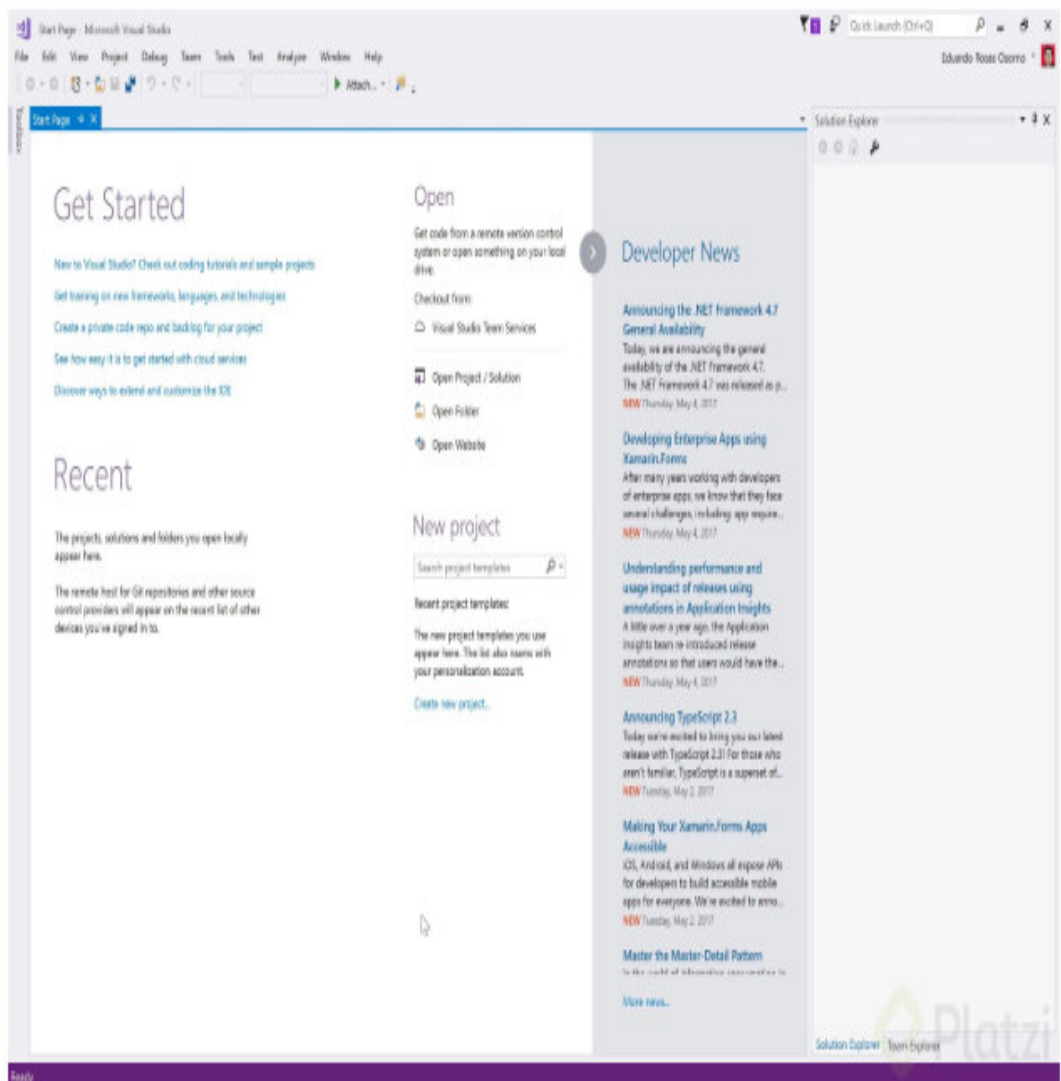 Start Page - Microsoft Visual Studio
Quick Launch (Ctrl+Q)
File Edit View Project Debug Team Tools Test Analyze Window Help
Eduardo Rosas Osorno
Attach...
Toolbox
Start Page
Solution Explorer
Get Started
New to Visual Studio? Check out coding tutorials and sample projects
Get training on new frameworks, languages, and technologies
Create a private code repo and backlog for your project
See how easy it is to get started with cloud services
Discover ways to extend and customize the IDE
Recent
The projects, solutions and folders you open locally
appear here.
The remote host for Git repositories and other source
control providers will appear on the recent list of other
devices you've signed in to.
Open
Get code from a remote version control
system or open something on your local
drive.
Checkout from:
Visual Studio Team Services
Open Project / Solution
Open Folder
Open Website
New project
Search project templates
Recent project templates:
The new project templates you use
appear here. The list also roams with
your personalization account.
Create new project...
Developer News
Announcing the .NET Framework 4.7
General Availability
Today, we are announcing the general
availability of the .NET Framework 4.7.
The .NET Framework 4.7 was released as p...
NEW Thursday, May 4, 2017
Developing Enterprise Apps using
Xamarin.Forms
After many years working with developers
of enterprise apps, we know that they face
several challenges, including: app require...
NEW Thursday, May 4, 2017
Understanding performance and
usage impact of releases using
annotations in Application Insights
A little over a year ago, the Application
Insights team re-introduced release
annotations so that users would have the...
NEW Thursday, May 4, 2017
Announcing TypeScript 2.3
Today we're excited to bring you our latest
release with TypeScript 2.3! For those who
aren't familiar, TypeScript is a superset of...
NEW Tuesday, May 2, 2017
Making Your Xamarin.Forms Apps
Accessible
iOS, Android, and Windows all expose APIs
for developers to build accessible mobile
apps for everyone. We're excited to anno...
NEW Tuesday, May 2, 2017
Master the Master-Detail Pattern
In the world of information
More news...
Solution Explorer Team Explorer
Platzi
Ready